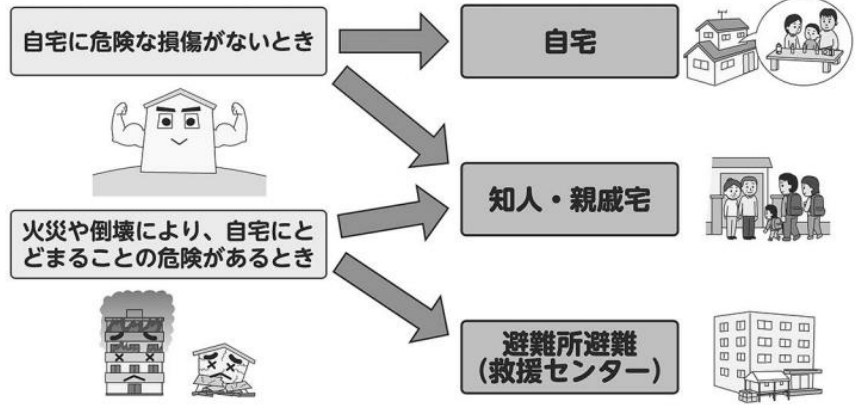 自宅に危険な損傷がないとき
自宅
知人・親戚宅
火災や倒壊により、自宅にと
どまることの危険があるとき
避難所避難
(救援センター)